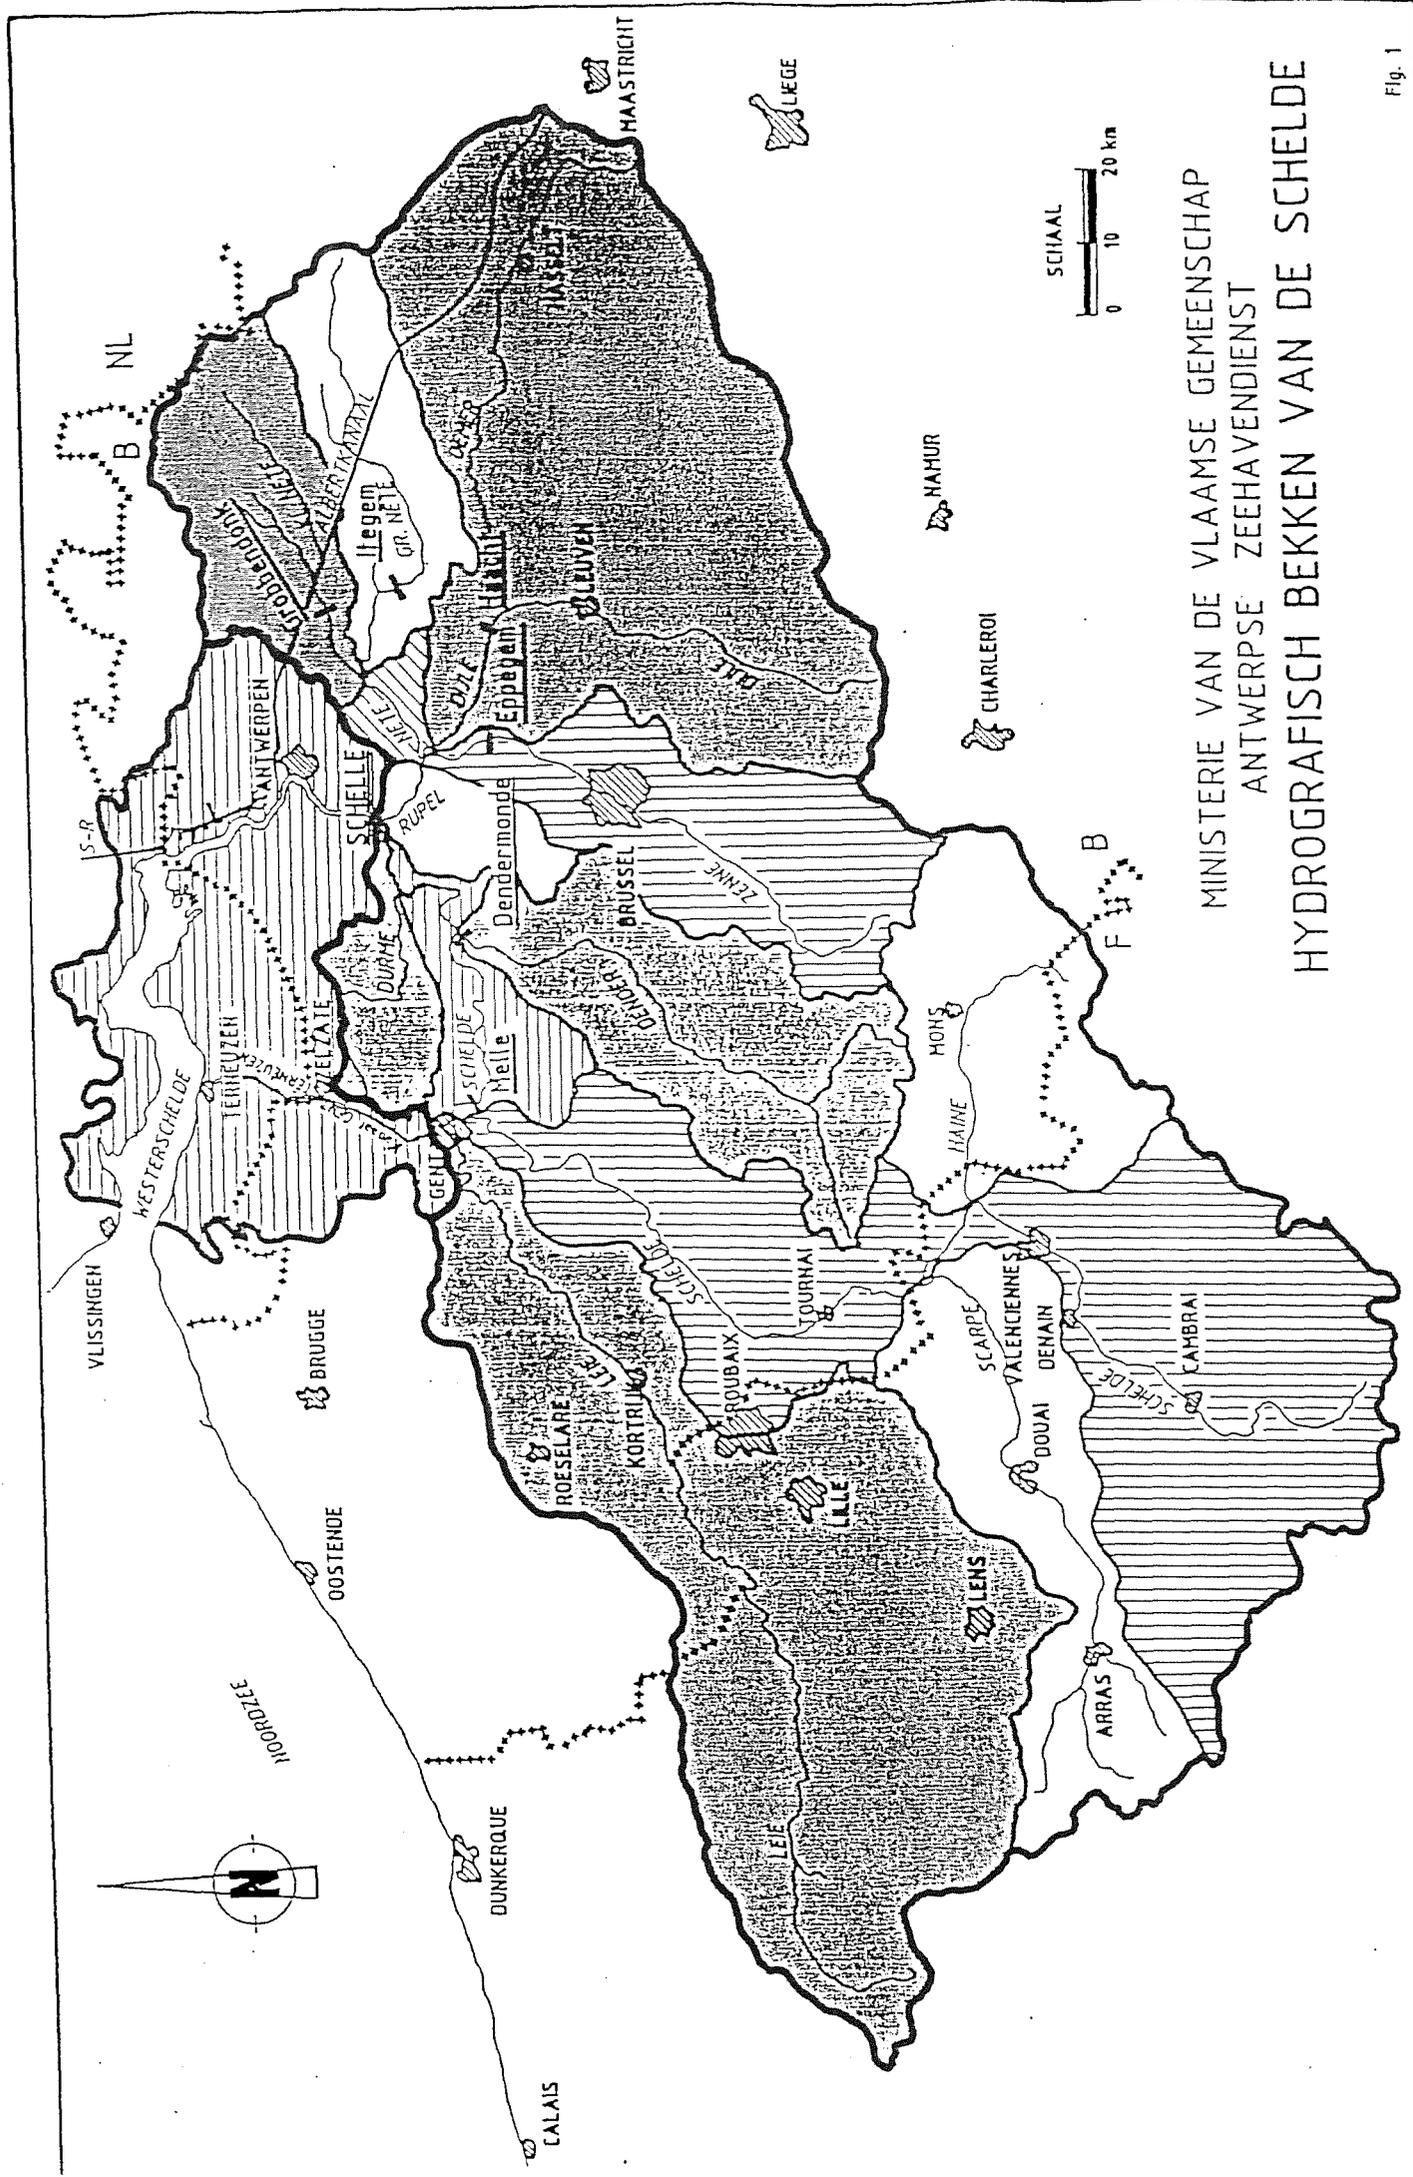 VLISSINGEN
WESTERSCHELDE
TERNEUZEN
ZELZATE
S-R
ANTWERPEN
SCHELLE
RUPEL
NETE
B
NL
Grobbendonk
K. NETE
ALBERTKANAAL
Itegem
GR. NETE
DEMER
HASSELT
MAASTRICHT
LIEGE
NOORDZEE
OOSTENDE
BRUGGE
GENT
DURME
SCHELDE
Melle
Dendermonde
DIJLE
Eppegem
Haacht
LEUVEN
DIJLE
DUNKERQUE
CALAIS
ROESELARE
KORTRIJK
LEIE
LEIE
SCHELDE
DENDER
BRUSSEL
ZENNE
ROUBAIX
TOURNAI
LILLE
LENS
MONS
HAINE
CHARLEROI
NAMUR
SCARPE
VALENCIENNES
DENAIN
DOUAI
ARRAS
SCHELDE
CAMBRAI
F
B
N
SCHAAL
0 10 20 km
MINISTERIE VAN DE VLAAMSE GEMEENSCHAP
ANTWERPSE ZEEHAVENDIENST
HYDROGRAFISCH BEKKEN VAN DE SCHELDE
Fig. 1